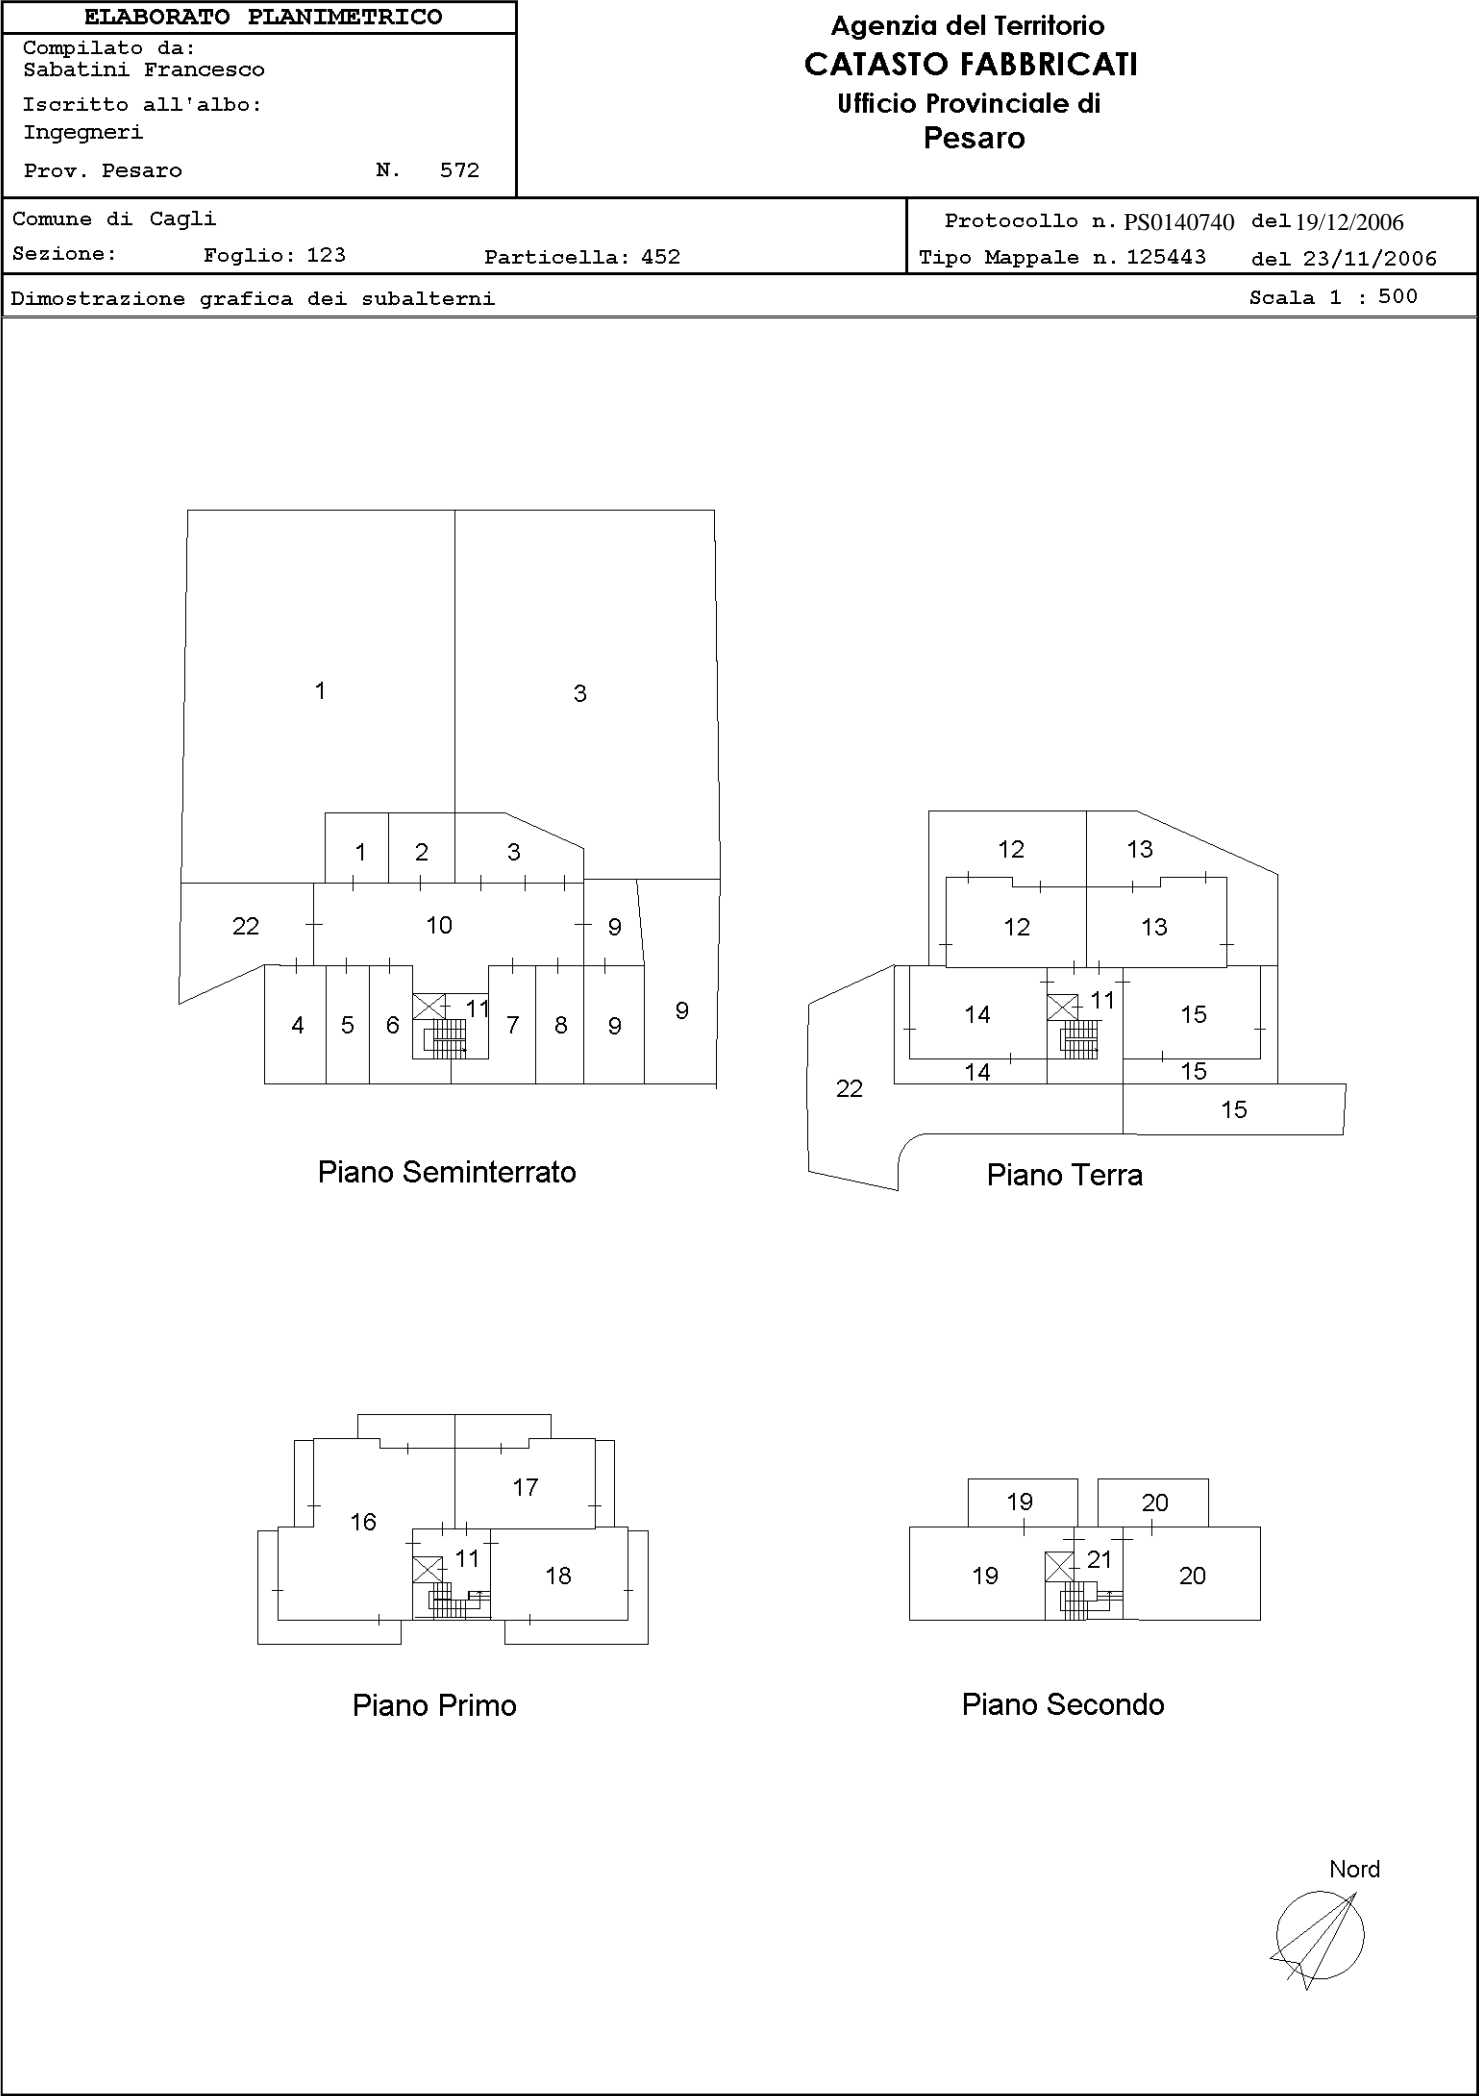 ELABORATO PLANIMETRICO
Compilato da:
Sabatini Francesco
Iscritto all'albo:
Ingegneri
Prov. Pesaro N. 572
Agenzia del Territorio
CATASTO FABBRICATI
Ufficio Provinciale di
Pesaro
Comune di Cagli
Sezione: Foglio: 123 Particella: 452
Protocollo n. PS0140740 del 19/12/2006
Tipo Mappale n. 125443 del 23/11/2006
Dimostrazione grafica dei subalterni Scala 1 : 500
1 3
1 2 3
22 10 9
4 5 6 11 7 8 9 9
Piano Seminterrato
12 13
12 13
14 11 15
14 15
22 15
Piano Terra
17
16
11
18
Piano Primo
19 20
21
19 20
Piano Secondo
Nord